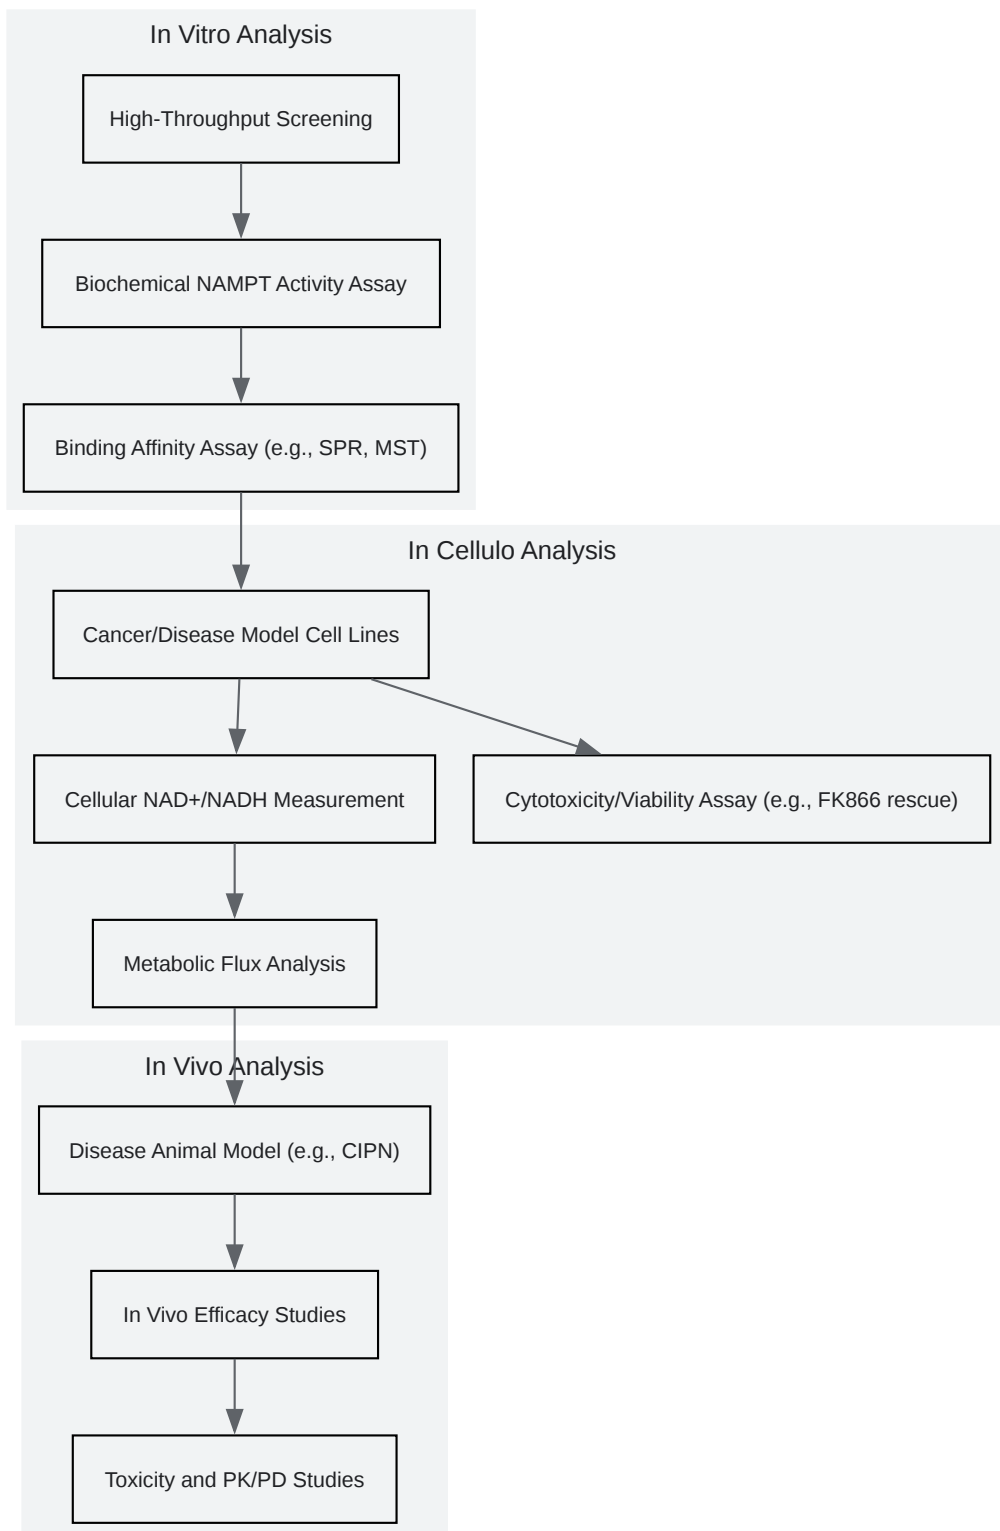 In Vitro Analysis
High-Throughput Screening
Biochemical NAMPT Activity Assay
Binding Affinity Assay (e.g., SPR, MST)
In Cellulo Analysis
Cancer/Disease Model Cell Lines
Cellular NAD+/NADH Measurement
Cytotoxicity/Viability Assay (e.g., FK866 rescue)
Metabolic Flux Analysis
In Vivo Analysis
Disease Animal Model (e.g., CIPN)
In Vivo Efficacy Studies
Toxicity and PK/PD Studies